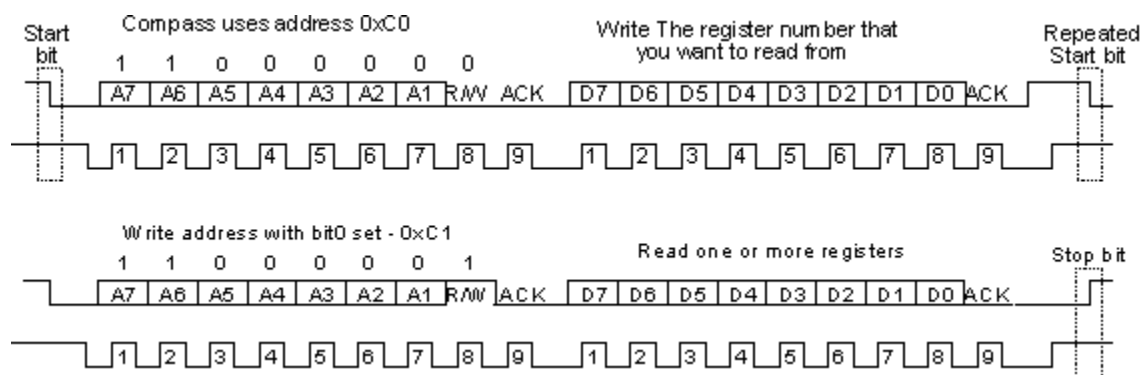 Compass uses address 0xC0
Write The register number that
you want to read from
Start
bit
Repeated
Start bit
1 1 0 0 0 0 0 0
A7 A6 A5 A4 A3 A2 A1 R/W ACK D7 D6 D5 D4 D3 D2 D1 D0 ACK
1 2 3 4 5 6 7 8 9 1 2 3 4 5 6 7 8 9
Write address with bit0 set - 0xC1
Read one or more registers
Stop bit
1 1 0 0 0 0 0 1
A7 A6 A5 A4 A3 A2 A1 R/W ACK D7 D6 D5 D4 D3 D2 D1 D0 ACK
1 2 3 4 5 6 7 8 9 1 2 3 4 5 6 7 8 9